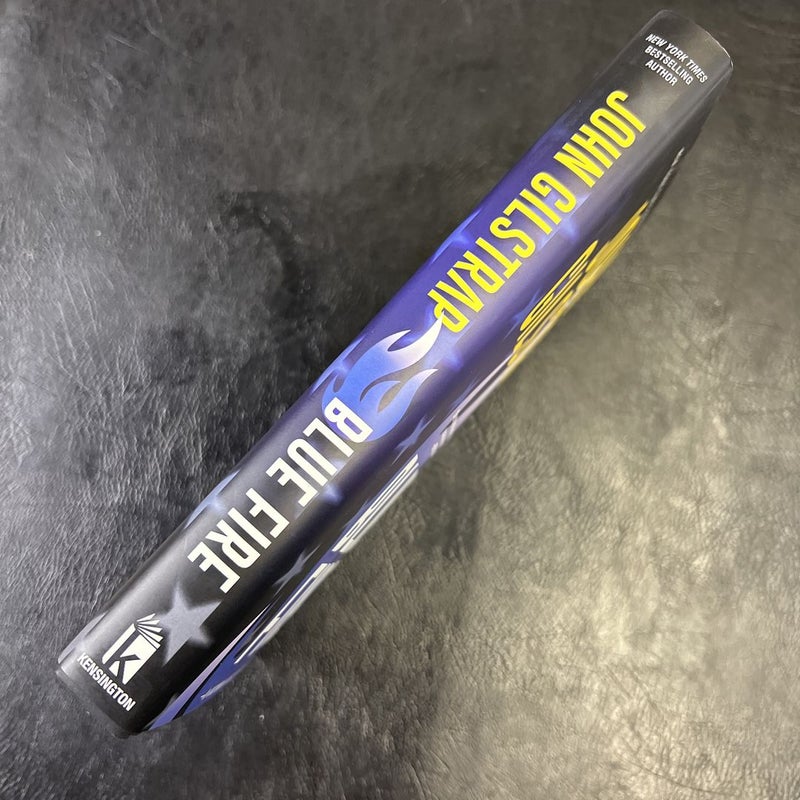 NEW YORK TIMES
BESTSELLING
AUTHOR
JOHN GILSTRAP
BLUE FIRE
K
KENSINGTON